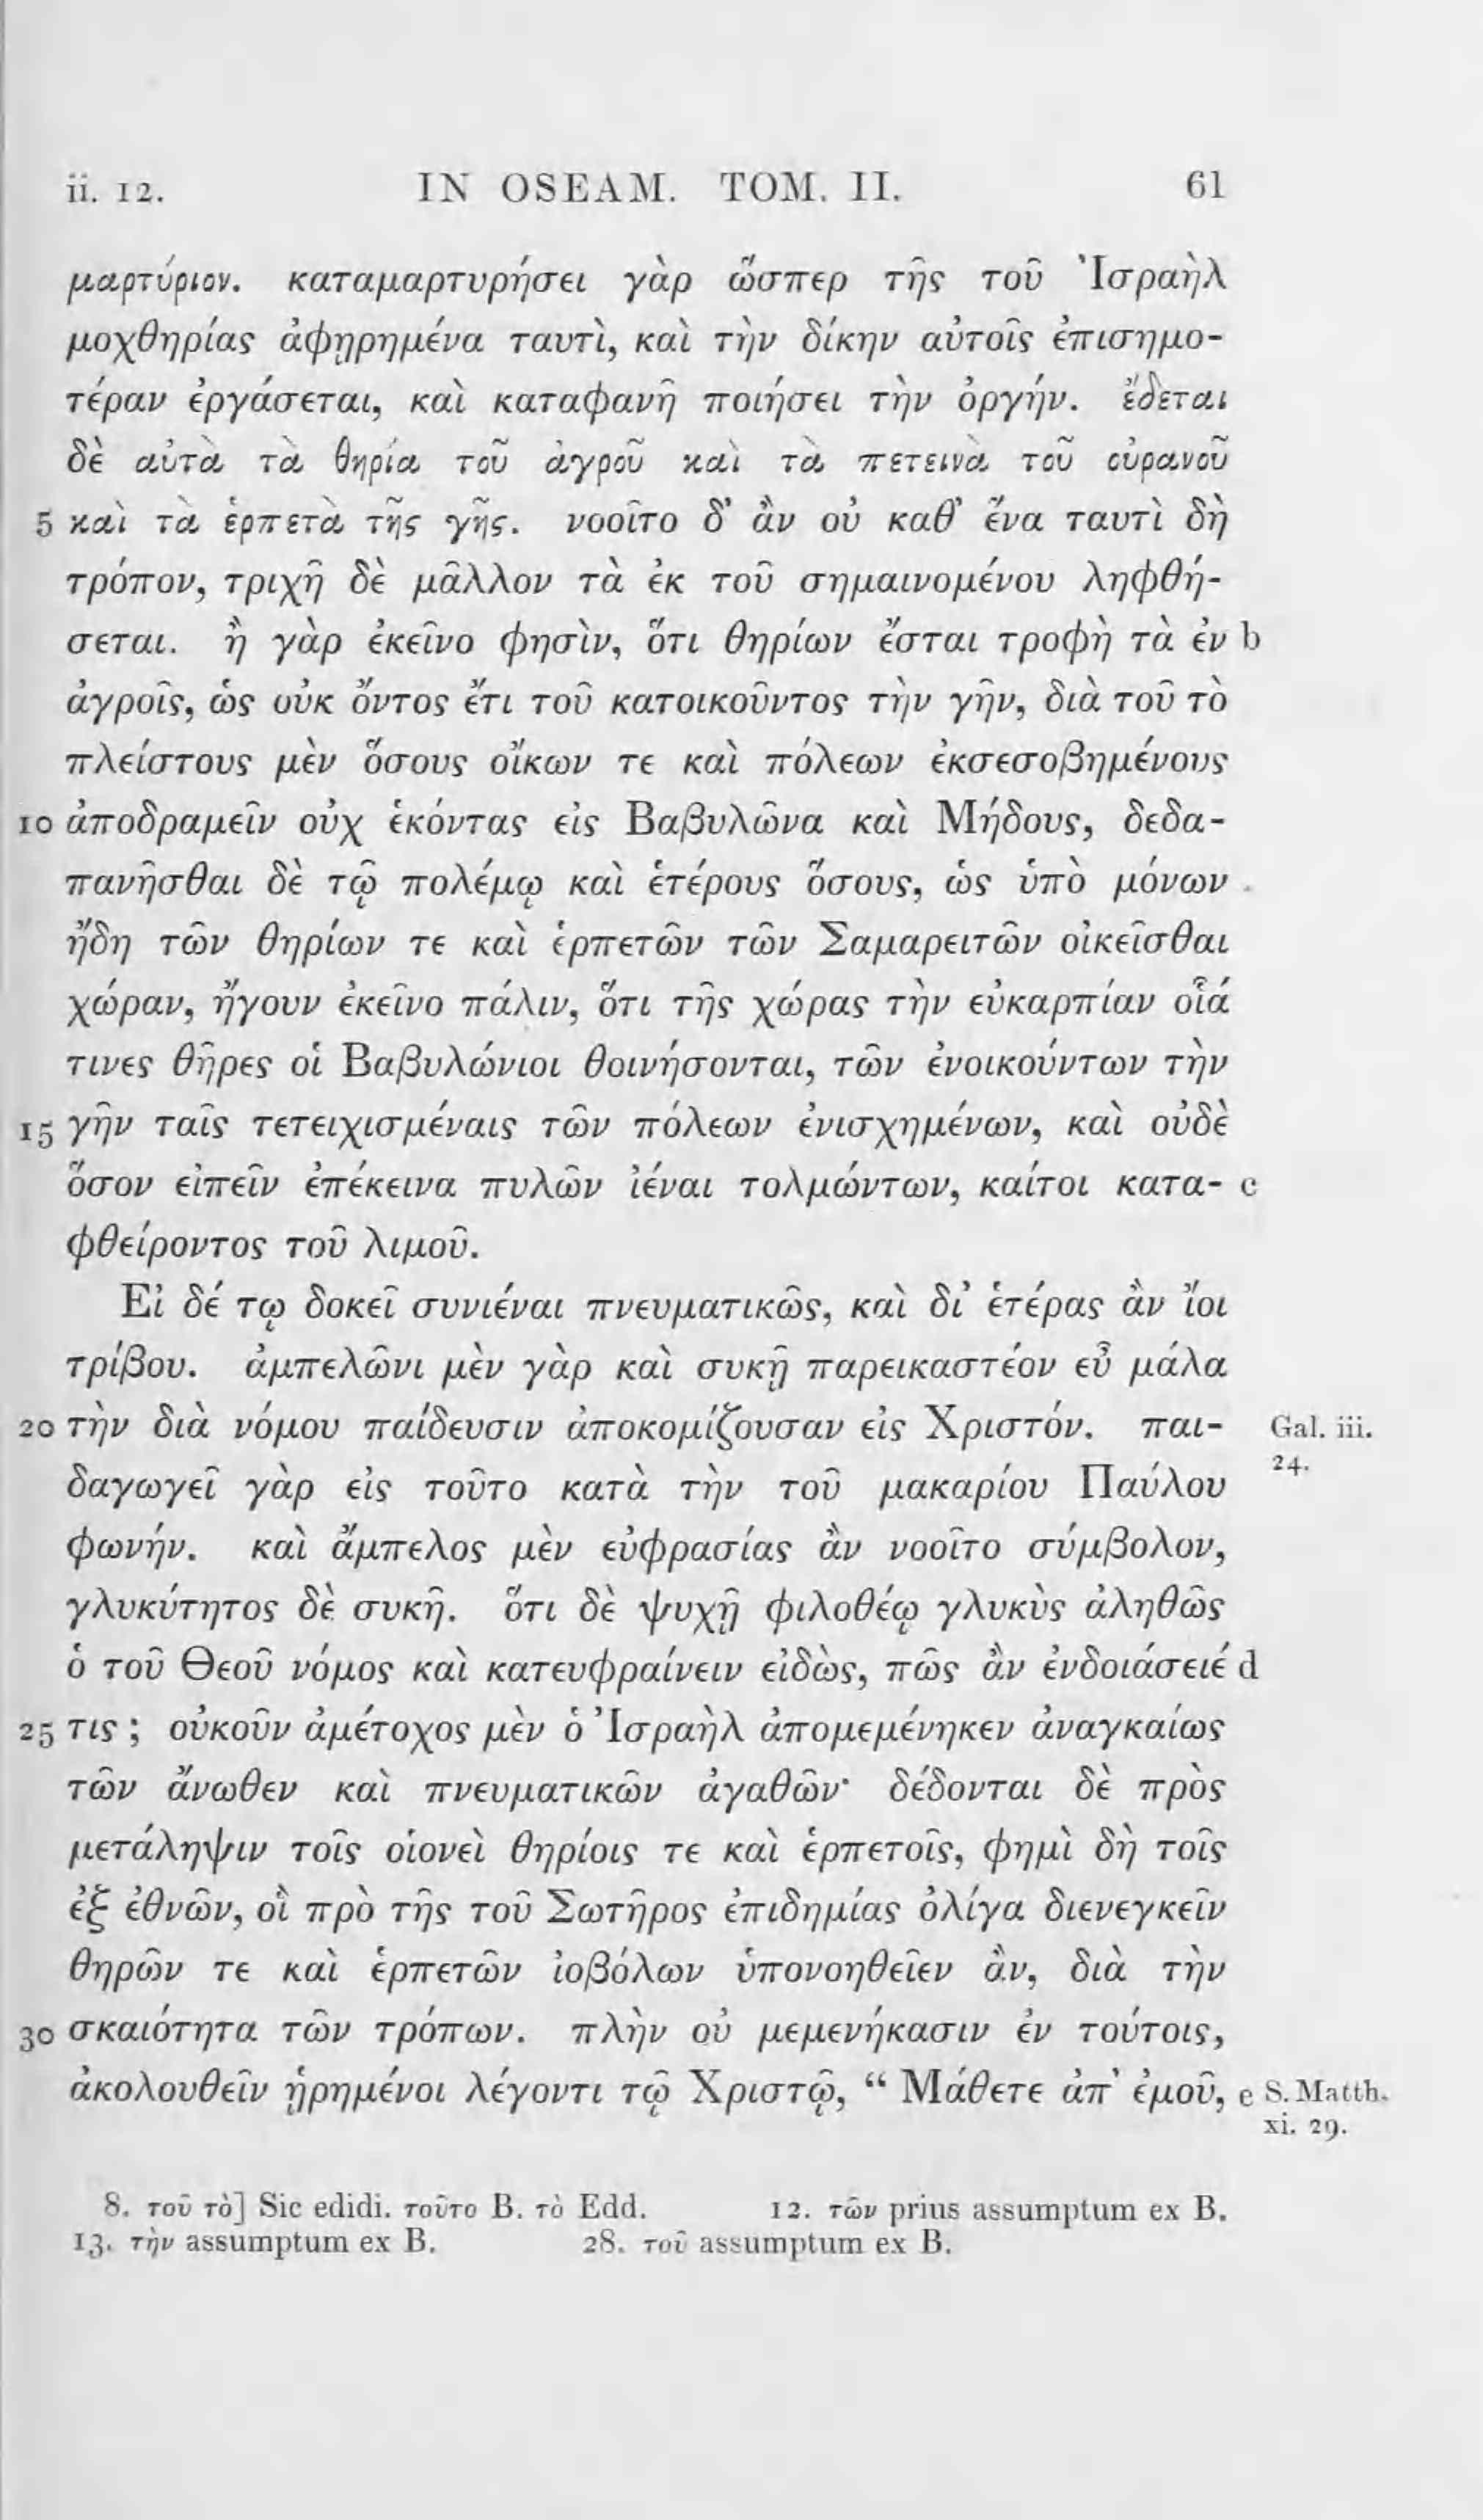 ii. 12. IN OSEAM. TOM. II. 61
μαρτύριον. καταμαρτυρήσει γὰρ ὥσπερ τῆς τοῦ Ἰσραὴλ
μοχθηρίας ἀφῃρημένα ταυτὶ, καὶ τὴν δίκην αὐτοῖς ἐπισημο-
τέραν ἐργάσεται, καὶ καταφανῆ ποιήσει τὴν ὀργήν. ἔδεται
δὲ αὐτὰ τὰ θηρία τοῦ ἀγροῦ καὶ τὰ πετεινὰ τοῦ οὐρανοῦ
5 καὶ τὰ ἑρπετὰ τῆς γῆς. νοοῖτο δ’ ἂν οὐ καθ’ ἕνα ταυτὶ δὴ
τρόπον, τριχῆ δὲ μᾶλλον τὰ ἐκ τοῦ σημαινομένου ληφθή-
σεται. ἢ γὰρ ἐκεῖνο φησὶν, ὅτι θηρίων ἔσται τροφὴ τὰ ἐν b
ἀγροῖς, ὡς οὐκ ὄντος ἔτι τοῦ κατοικοῦντος τὴν γῆν, διὰ τοῦ τὸ
πλείστους μὲν ὅσους οἴκων τε καὶ πόλεων ἐκσεσοβημένους
10 ἀποδραμεῖν οὐχ ἑκόντας εἰς Βαβυλῶνα καὶ Μήδους, δεδα-
πανῆσθαι δὲ τῷ πολέμῳ καὶ ἑτέρους ὅσους, ὡς ὑπὸ μόνων
ἤδη τῶν θηρίων τε καὶ ἑρπετῶν τῶν Σαμαρειτῶν οἰκεῖσθαι
χώραν, ἤγουν ἐκεῖνο πάλιν, ὅτι τῆς χώρας τὴν εὐκαρπίαν οἷά
τινες θῆρες οἱ Βαβυλώνιοι θοινήσονται, τῶν ἐνοικούντων τὴν
15 γῆν ταῖς τετειχισμέναις τῶν πόλεων ἐνισχημένων, καὶ οὐδὲ
ὅσον εἰπεῖν ἐπέκεινα πυλῶν ἰέναι τολμώντων, καίτοι κατα- c
φθείροντος τοῦ λιμοῦ.
Εἰ δέ τῳ δοκεῖ συνιέναι πνευματικῶς, καὶ δι’ ἑτέρας ἂν ἴοι
τρίβου. ἀμπελῶνι μὲν γὰρ καὶ συκῇ παρεικαστέον εὖ μάλα
20 τὴν διὰ νόμου παίδευσιν ἀποκομίζουσαν εἰς Χριστόν. παι- Gal. iii.
24.
δαγωγεῖ γὰρ εἰς τοῦτο κατὰ τὴν τοῦ μακαρίου Παύλου
φωνήν. καὶ ἄμπελος μὲν εὐφρασίας ἂν νοοῖτο σύμβολον,
γλυκύτητος δὲ συκῆ. ὅτι δὲ ψυχῇ φιλοθέῳ γλυκὺς ἀληθῶς
ὁ τοῦ Θεοῦ νόμος καὶ κατευφραίνειν εἰδὼς, πῶς ἂν ἐνδοιάσειέ d
25 τις ; οὐκοῦν ἀμέτοχος μὲν ὁ Ἰσραὴλ ἀπομεμένηκεν ἀναγκαίως
τῶν ἄνωθεν καὶ πνευματικῶν ἀγαθῶν· δέδονται δὲ πρὸς
μετάληψιν τοῖς οἱονεὶ θηρίοις τε καὶ ἑρπετοῖς, φημὶ δὴ τοῖς
ἐξ ἐθνῶν, οἳ πρὸ τῆς τοῦ Σωτῆρος ἐπιδημίας ὀλίγα διενεγκεῖν
θηρῶν τε καὶ ἑρπετῶν ἰοβόλων ὑπονοηθεῖεν ἂν, διὰ τὴν
30 σκαιότητα τῶν τρόπων. πλὴν οὐ μεμενήκασιν ἐν τούτοις,
ἀκολουθεῖν ᾑρημένοι λέγοντι τῷ Χριστῷ, “ Μάθετε ἀπ’ ἐμοῦ, e S. Matth.
xi. 29.
8. τοῦ τὸ] Sic edidi. τοῦτο B. τὸ Edd. 12. τῶν prius assumptum ex B.
13. τὴν assumptum ex B. 28. τοῦ assumptum ex B.